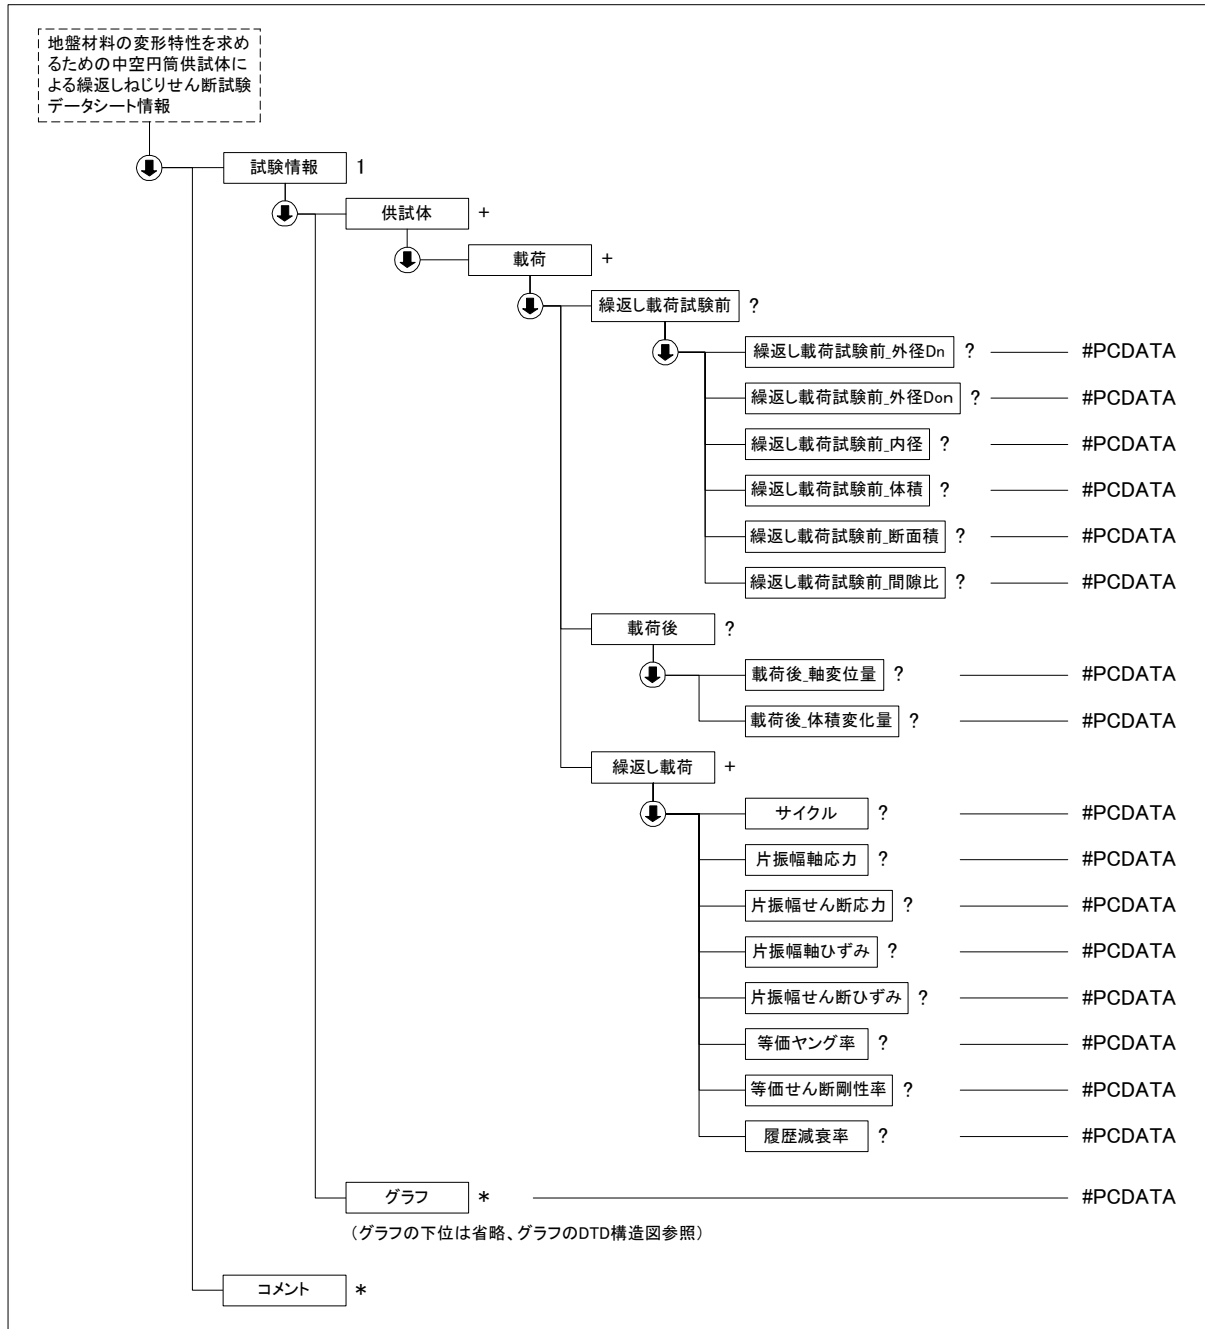 地盤材料の変形特性を求め
るための中空円筒供試体に
よる繰返しねじりせん断試験
データシート情報
試験情報 1
供試体 +
載荷 +
繰返し載荷試験前 ?
繰返し載荷試験前_外径Dn ? #PCDATA
繰返し載荷試験前_外径Don ? #PCDATA
繰返し載荷試験前_内径 ? #PCDATA
繰返し載荷試験前_体積 ? #PCDATA
繰返し載荷試験前_断面積 ? #PCDATA
繰返し載荷試験前_間隙比 ? #PCDATA
載荷後 ?
載荷後_軸変位量 ? #PCDATA
載荷後_体積変化量 ? #PCDATA
繰返し載荷 +
サイクル ? #PCDATA
片振幅軸応力 ? #PCDATA
片振幅せん断応力 ? #PCDATA
片振幅軸ひずみ ? #PCDATA
片振幅せん断ひずみ ? #PCDATA
等価ヤング率 ? #PCDATA
等価せん断剛性率 ? #PCDATA
履歴減衰率 ? #PCDATA
グラフ * #PCDATA
（グラフの下位は省略、グラフのDTD構造図参照）
コメント *